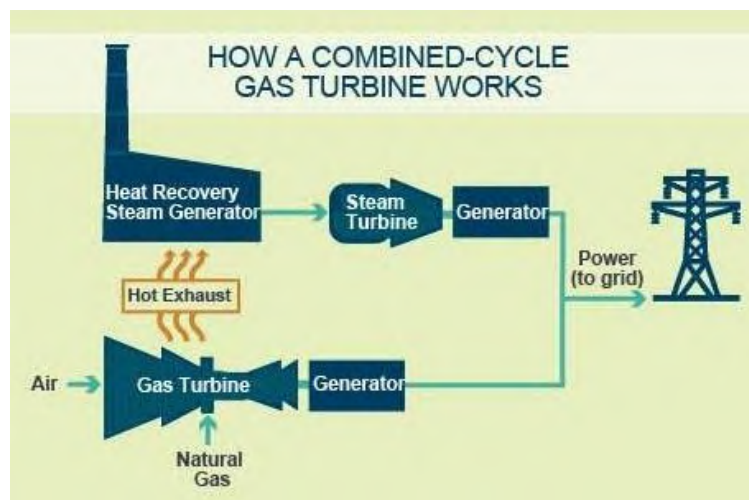 HOW A COMBINED-CYCLE
GAS TURBINE WORKS
Heat Recovery
Steam Generator
Steam
Turbine
Generator
Power
(to grid)
Hot Exhaust
Air
Gas Turbine
Generator
Natural
Gas